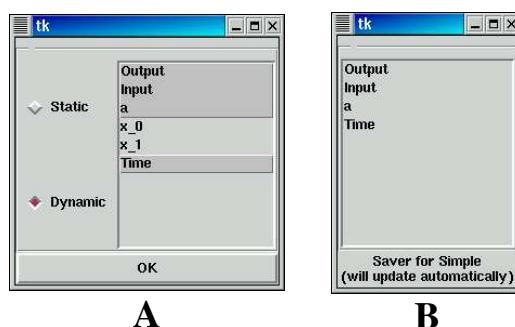 tk
Static
Dynamic
Output
Input
a
x_0
x_1
Time
OK
A
tk
Output
Input
a
Time
Saver for Simple
(will update automatically)
B